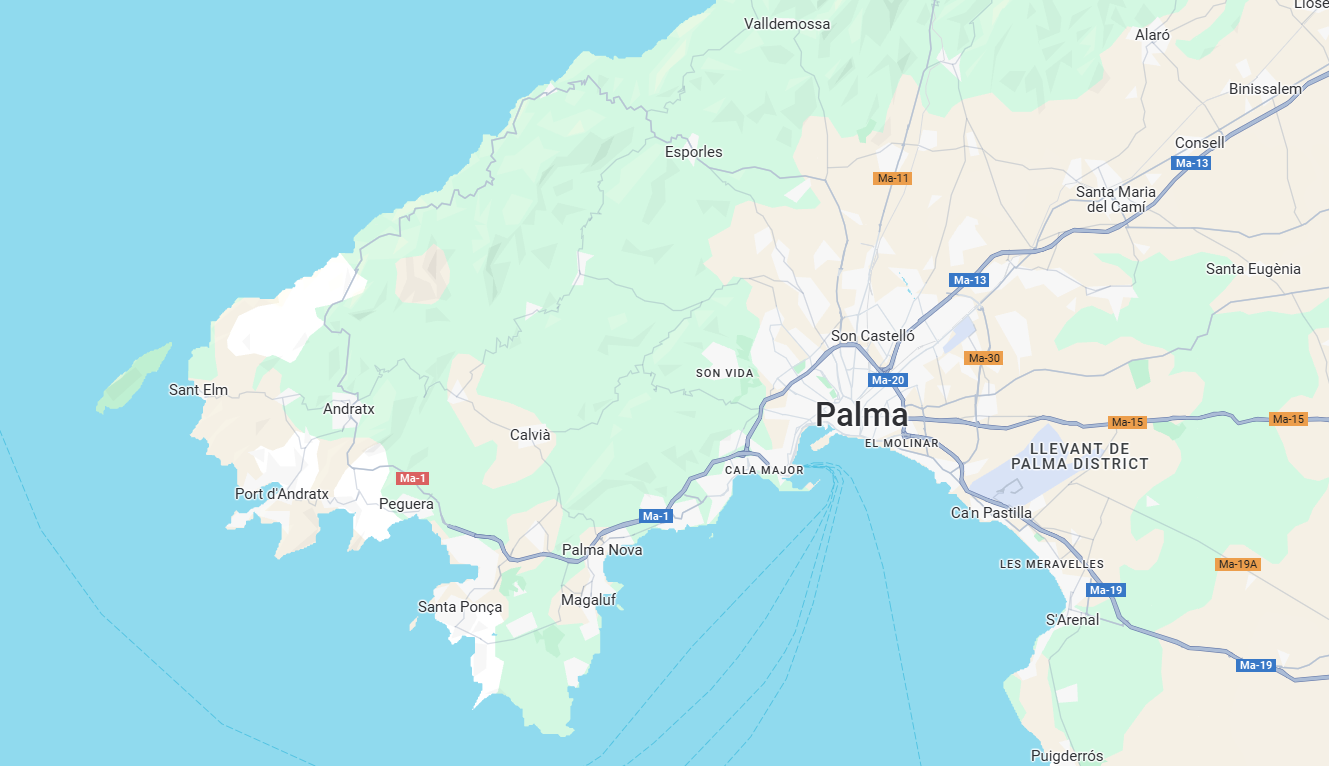 Llose
Valldemossa
Alaró
Binissalem
Consell
Ma-13
Esporles
Ma-11
Santa Maria
del Camí
Santa Eugènia
Ma-13
Son Castelló
Ma-30
SON VIDA
Ma-20
Sant Elm
Andratx
Palma
Ma-15
Ma-15
Calvià
EL MOLINAR
LLEVANT DE
PALMA DISTRICT
CALA MAJOR
Ma-1
Port d'Andratx
Peguera
Ma-1
Ca'n Pastilla
Palma Nova
LES MERAVELLES
Ma-19A
Ma-19
Santa Ponça
Magaluf
S'Arenal
Ma-19
Puigderrós